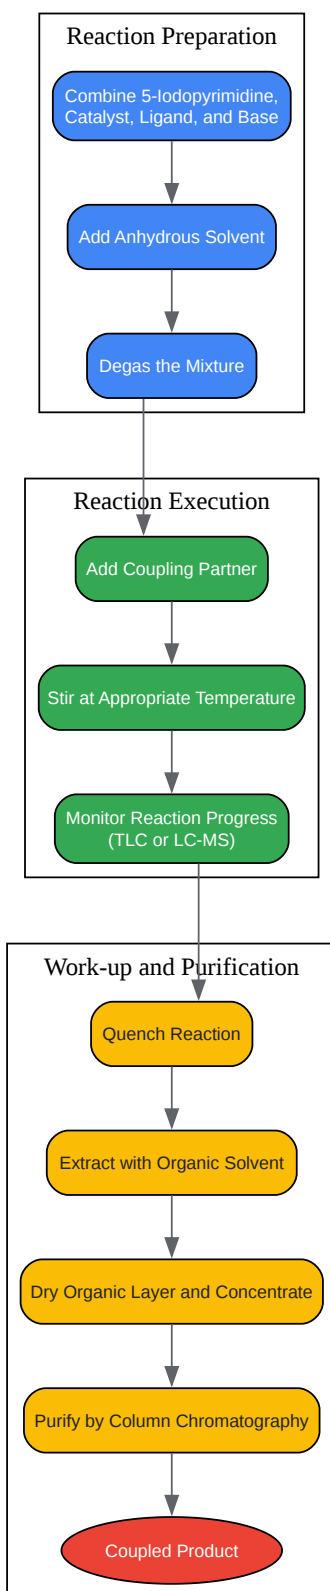 Reaction Preparation
Combine 5-Iodopyrimidine,
Catalyst, Ligand, and Base
Add Anhydrous Solvent
Degas the Mixture
Reaction Execution
Add Coupling Partner
Stir at Appropriate Temperature
Monitor Reaction Progress
(TLC or LC-MS)
Work-up and Purification
Quench Reaction
Extract with Organic Solvent
Dry Organic Layer and Concentrate
Purify by Column Chromatography
Coupled Product